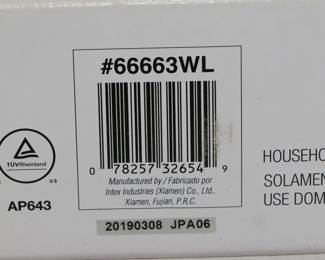 #66663WL
0 78257 32654 9
Manufactured by / Fabricado por
Intex Industries (Xiamen) Co., Ltd.,
Xiamen, Fujian, P.R.C.
20190308 JPA06
TÜVRheinland
US
AP643
HOUSEHO
SOLAMEN
USE DOM